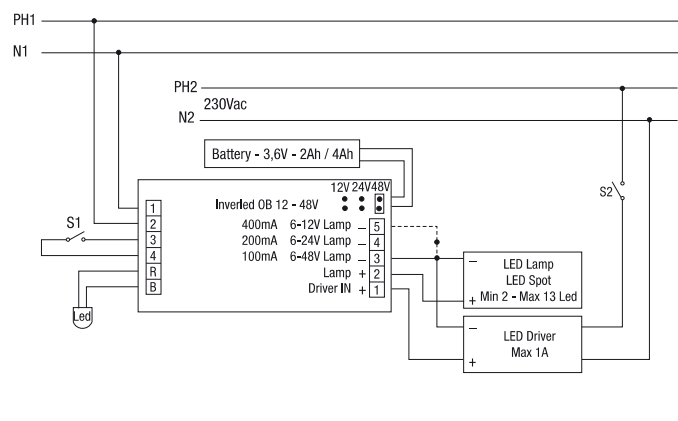 PH1
N1
PH2
230Vac
N2
Battery - 3,6V - 2Ah / 4Ah
12V 24V 48V
Inverled OB 12 - 48V
400mA 6-12V Lamp _ 5
200mA 6-24V Lamp _ 4
100mA 6-48V Lamp _ 3
Lamp + 2
Driver IN + 1
1
2
3
4
R
B
S1
Led
S2
– LED Lamp
LED Spot
+ Min 2 - Max 13 Led
– LED Driver
Max 1A
+